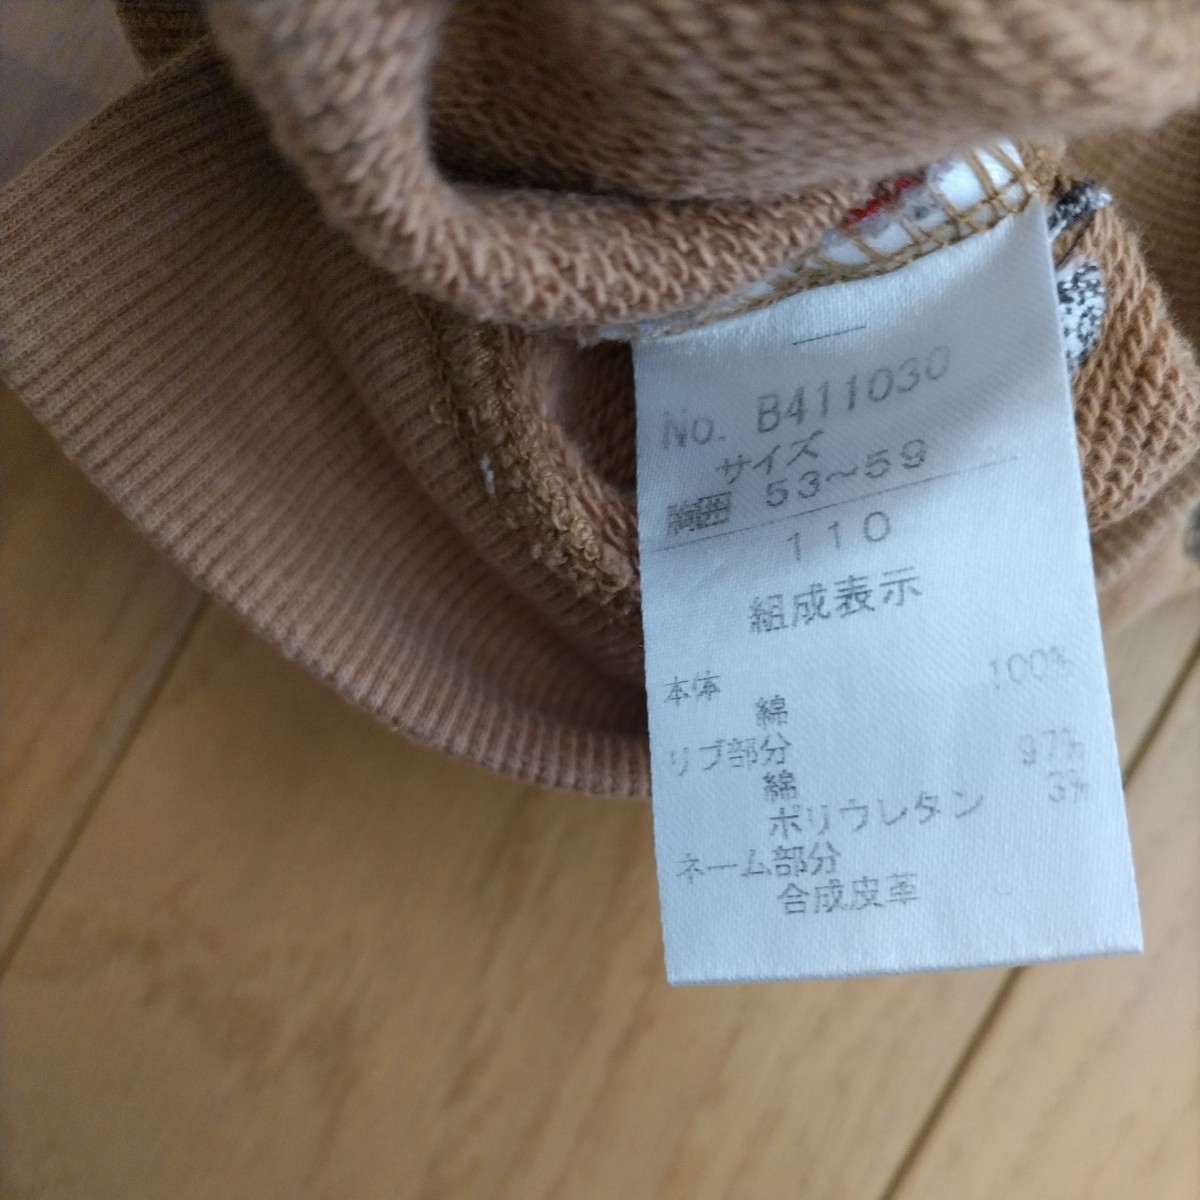 No. B411030
サイズ
胸囲 53～59
110
組成表示
本体
綿 100%
リブ部分
綿 97%
ポリウレタン 3%
ネーム部分
合成皮革